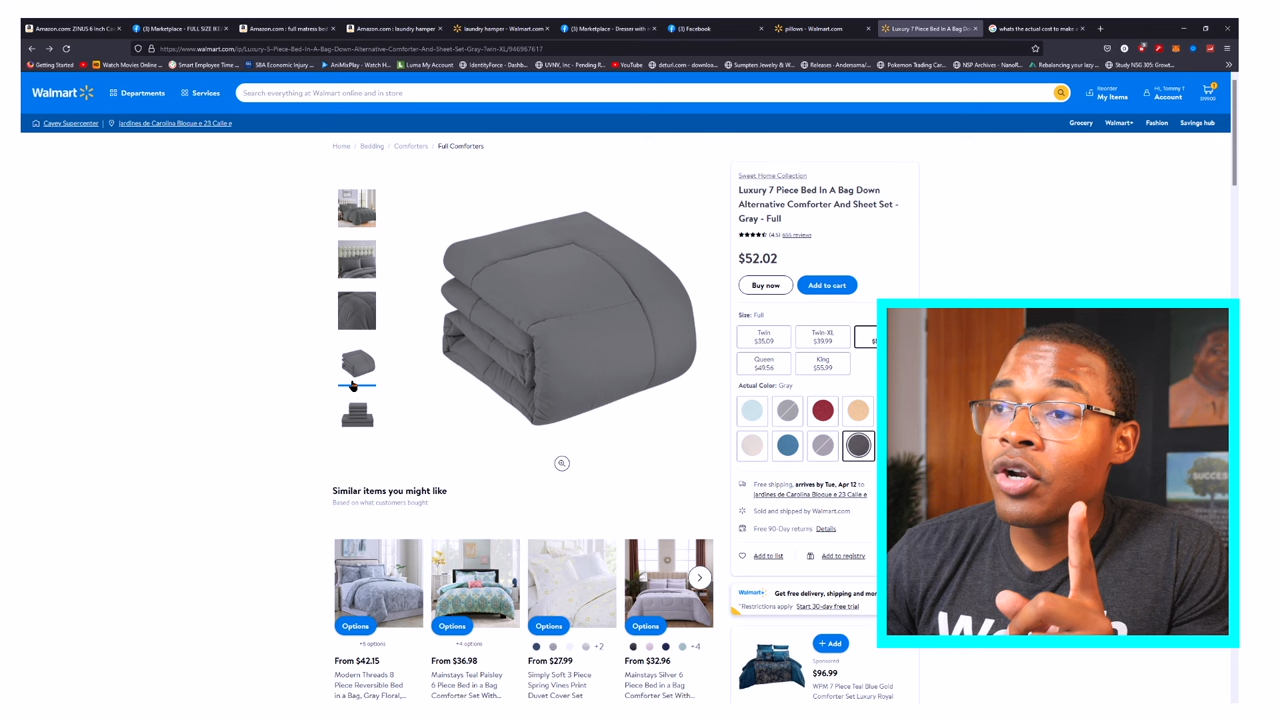 Amazon.com: ZINUS 6 Inch
(3) Marketplace - FULL SIZE BED
Amazon.com : full matress bed
Amazon.com : laundry hamper
laundry hamper - Walmart.com
(3) Marketplace - Dresser with
(3) Facebook
pillows - Walmart.com
Luxury 7 Piece Bed In A Bag Do
whats the actual cost to make
https://www.walmart.com/ip/Luxury-5-Piece-Bed-In-A-Bag-Down-Alternative-Comforter-And-Sheet-Set-Gray-Twin-XL/946967617
Getting Started
Watch Movies Online
Smart Employee Time
SBA Economic Injury
AniMixPlay - Watch H...
Luma My Account
IdentityForce - Dashb...
UVNV, Inc - Pending R...
YouTube
deturl.com - downloa...
Sumpters Jewelry & W...
Releases - Andersoma/...
Pokemon Trading Car...
NSP Archives - NanoR...
Rebalancing your lazy ...
Study NSG 305: Growt...
Walmart
Departments
Services
Search everything at Walmart online and in store
Reorder
My Items
Hi, Tommy T
Account
Cayey Supercenter
Jardines de Carolina Bloque e 23 Calle e
Grocery
Walmart+
Fashion
Savings hub
Home / Bedding / Comforters / Full Comforters
Sweet Home Collection
Luxury 7 Piece Bed In A Bag Down
Alternative Comforter And Sheet Set -
Gray - Full
(4.5) 655 reviews
$52.02
Buy now
Add to cart
Size: Full
Twin
$35.09
Twin-XL
$39.99
Queen
$49.56
King
$55.99
Actual Color: Gray
Free shipping, arrives by Tue, Apr 12 to
Jardines de Carolina Bloque e 23 Calle e
Sold and shipped by Walmart.com
Free 90-Day returns Details
Add to list
Add to registry
Walmart+
Get free delivery, shipping and mor
*Restrictions apply Start 30-day free trial
Add
Sponsored
$96.99
WPM 7 Piece Teal Blue Gold
Comforter Set Luxury Royal
Similar items you might like
Based on what customers bought
Options
Options
Options
Options
+6 options
+4 options
+2
+4
From $42.15
From $36.98
From $27.99
From $32.96
Modern Threads 8
Piece Reversible Bed
in a Bag, Gray Floral,...
Mainstays Teal Paisley
6 Piece Bed in a Bag
Comforter Set With...
Simply Soft 3 Piece
Spring Vines Print
Duvet Cover Set
Mainstays Silver 6
Piece Bed in a Bag
Comforter Set With...
SUCCES